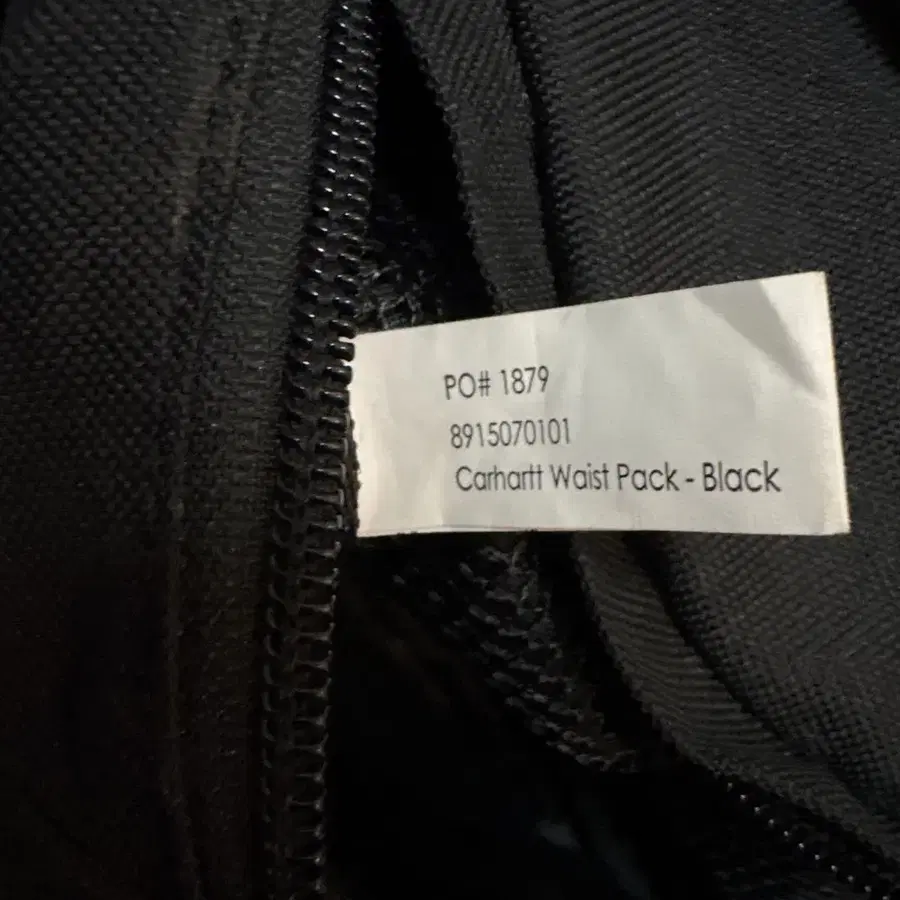 PO# 1879
8915070101
Carhartt Waist Pack - Black